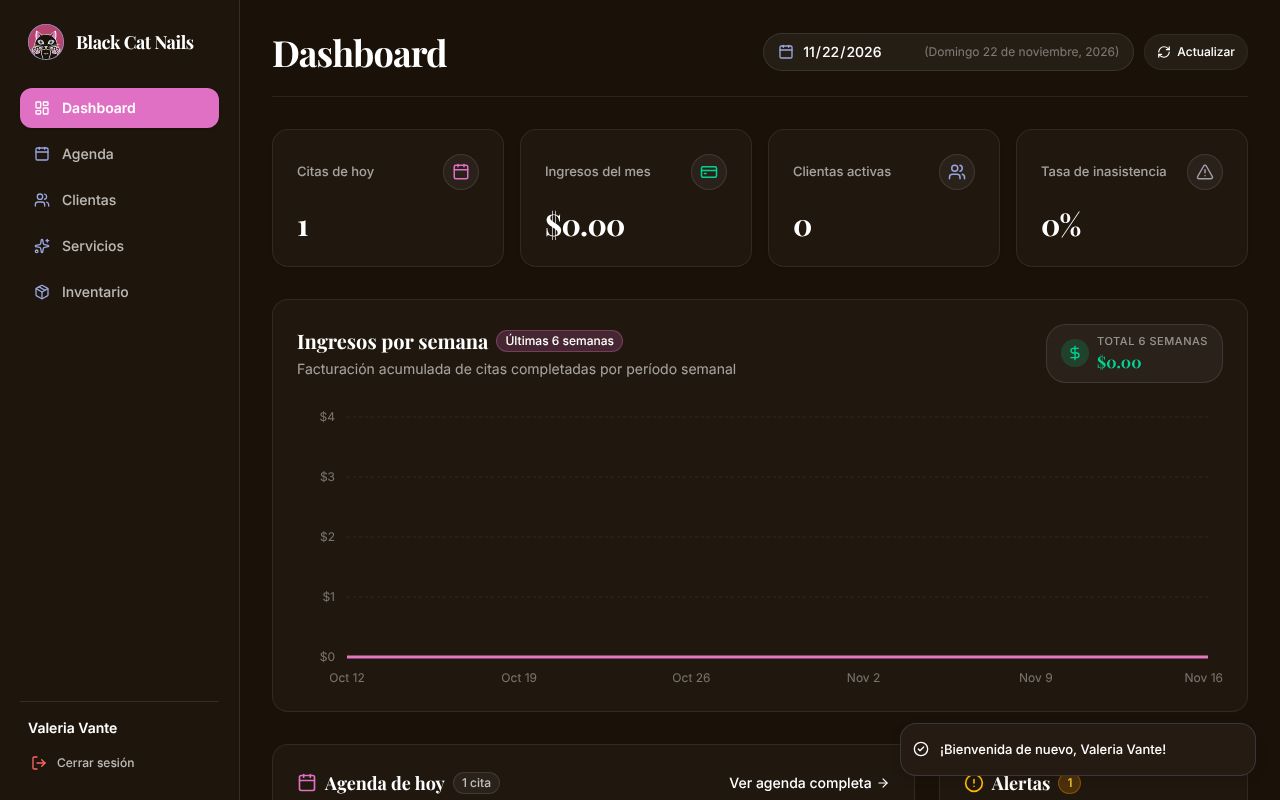 Black Cat Nails
Dashboard
Agenda
Clientas
Servicios
Inventario
Valeria Vante
Cerrar sesión
Dashboard
11/22/2026 (Domingo 22 de noviembre, 2026)
Actualizar
Citas de hoy
1
Ingresos del mes
$0.00
Clientas activas
0
Tasa de inasistencia
0%
Ingresos por semana Últimas 6 semanas
Facturación acumulada de citas completadas por período semanal
TOTAL 6 SEMANAS
$0.00
$4
$3
$2
$1
$0
Oct 12 Oct 19 Oct 26 Nov 2 Nov 9 Nov 16
Agenda de hoy 1 cita
Ver agenda completa →
Alertas 1
¡Bienvenida de nuevo, Valeria Vante!